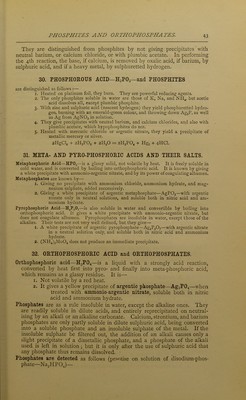 PHOSPHITES AND ORTHOPHOSPHATES. 43
They are distinguished from phosphites by not giving precipitates with
neutral barium, or calcium chloride, or with plumbic acetate. In performing
the 4th reaction, the base, if calcium, is removed by oxalic acid, if barium, by
sulphuric acid, and if a heavy metal, by sulphuretted hydrogen.
30. PHOSPHOROUS ACID—H₃PO₃—and PHOSPHITES
are distinguished as follows:—
1. Heated on platinum foil, they burn. They are powerful reducing agents.
2. The only phosphites soluble in water are those of K, Na, and NH₄, but acetic
acid dissolves all, except plumbic phosphite.
3. With zinc and sulphuric acid (nascent hydrogen) they yield phosphuretted hydro-
gen, burning with an emerald-green colour, and throwing down Ag₃P, as well
as Ag from AgNO₃ in solution.
4. They give precipitates with neutral barium, and calcium chlorides, and also with
plumbic acetate, which hypophosphites do not.
5. Heated with mercuric chloride or argentic nitrate, they yield a precipitate of
metallic mercury or silver.
2HgCl₂ + 2H₃PO₃ + 2H₂O = 2H₃PO₄ + Hg₂ + 4HCl.
31. META- AND PYRO-PHOSPHORIC ACIDS AND THEIR SALTS.
Metaphosphoric Acid—HPO₃—is a glassy solid, not volatile by heat. It is freely soluble in
cold water, and is converted by boiling into orthophosphoric acid. It is known by giving
a white precipitate with ammonio-argentic nitrate, and by its power of coagulating albumen.
Metaphosphates are known by—
1. Giving no precipitate with ammonium chloride, ammonium hydrate, and mag-
nesium sulphate, added successively.
2. Giving a white precipitate of argentic metaphosphate—AgPO₃—with argentic
nitrate only in neutral solution, and soluble both in nitric acid and am-
monium hydrate.
Pyrophosphoric Acid—H₄P₂O₇—is also soluble in water and convertible by boiling into
orthophosphoric acid. It gives a white precipitate with ammonio-argentic nitrate, but
does not coagulate albumen. Pyrophosphates are insoluble in water, except those of the
alkalies. Their tests are not very well defined, but they give—
1. A white precipitate of argentic pyrophosphate—Ag₄P₂O₇—with argentic nitrate
in a neutral solution only, and soluble both in nitric acid and ammonium
hydrate.
2. (NH₄)₂MoO₄ does not produce an immediate precipitate.
32. ORTHOPHOSPHORIC ACID and ORTHOPHOSPHATES.
Orthophosphoric acid—H₃PO₄—is a liquid with a strongly acid reaction,
converted by heat first into pyro and finally into meta-phosphoric acid,
which remains as a glassy residue. It is—
1. Not soluble by a red heat.
2. It gives a yellow precipitate of argentic phosphate—Ag₃PO₄—when
treated with ammonio-argentic nitrate, soluble both in nitric
acid and ammonium hydrate.
Phosphates are as a rule insoluble in water, except the alkaline ones. They
are readily soluble in dilute acids, and entirely reprecipitated on neutral-
ising by an alkali or an alkaline carbonate. Calcium, strontium, and barium
phosphates are only partly soluble in dilute sulphuric acid, being converted
into a soluble phosphate and an insoluble sulphate of the metal. If the
insoluble sulphate be filtered out, the addition of an alkali causes only a
slight precipitate of a dimetallic phosphate, and a phosphate of the alkali
used is left in solution; but it is only after the use of sulphuric acid that
any phosphate thus remains dissolved.
Phosphates are detected as follows (practise on solution of disodium-phos-
phate—Na₂HPO₄):—